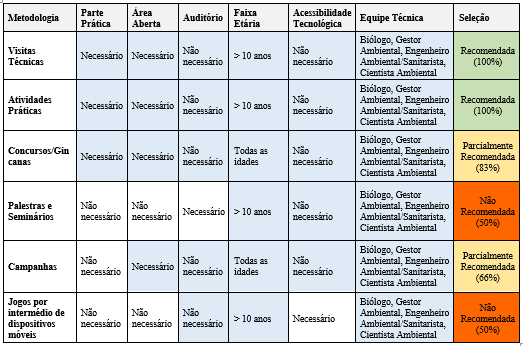 Metodologia Parte Prática Área Aberta Auditório Faixa Etária Acessibilidade Tecnológica Equipe Técnica Seleção
Visitas Técnicas Necessário Necessário Não necessário > 10 anos Não necessário Biólogo, Gestor Ambiental, Engenheiro Ambiental/Sanitarista, Cientista Ambiental Recomendada (100%)
Atividades Práticas Necessário Necessário Não necessário > 10 anos Não necessário Biólogo, Gestor Ambiental, Engenheiro Ambiental/Sanitarista, Cientista Ambiental Recomendada (100%)
Concursos/Gincanas Necessário Necessário Não necessário Todas as idades Não necessário Biólogo, Gestor Ambiental, Engenheiro Ambiental/Sanitarista, Cientista Ambiental Parcialmente Recomendada (83%)
Palestras e Seminários Não necessário Não necessário Necessário > 10 anos Não necessário Biólogo, Gestor Ambiental, Engenheiro Ambiental/Sanitarista, Cientista Ambiental Não Recomendada (50%)
Campanhas Não necessário Necessário Não necessário Todas as idades Não necessário Biólogo, Gestor Ambiental, Engenheiro Ambiental/Sanitarista, Cientista Ambiental Parcialmente Recomendada (66%)
Jogos por intermédio de dispositivos móveis Não necessário Não necessário Não necessário > 10 anos Necessário Biólogo, Gestor Ambiental, Engenheiro Ambiental/Sanitarista, Cientista Ambiental Não Recomendada (50%)